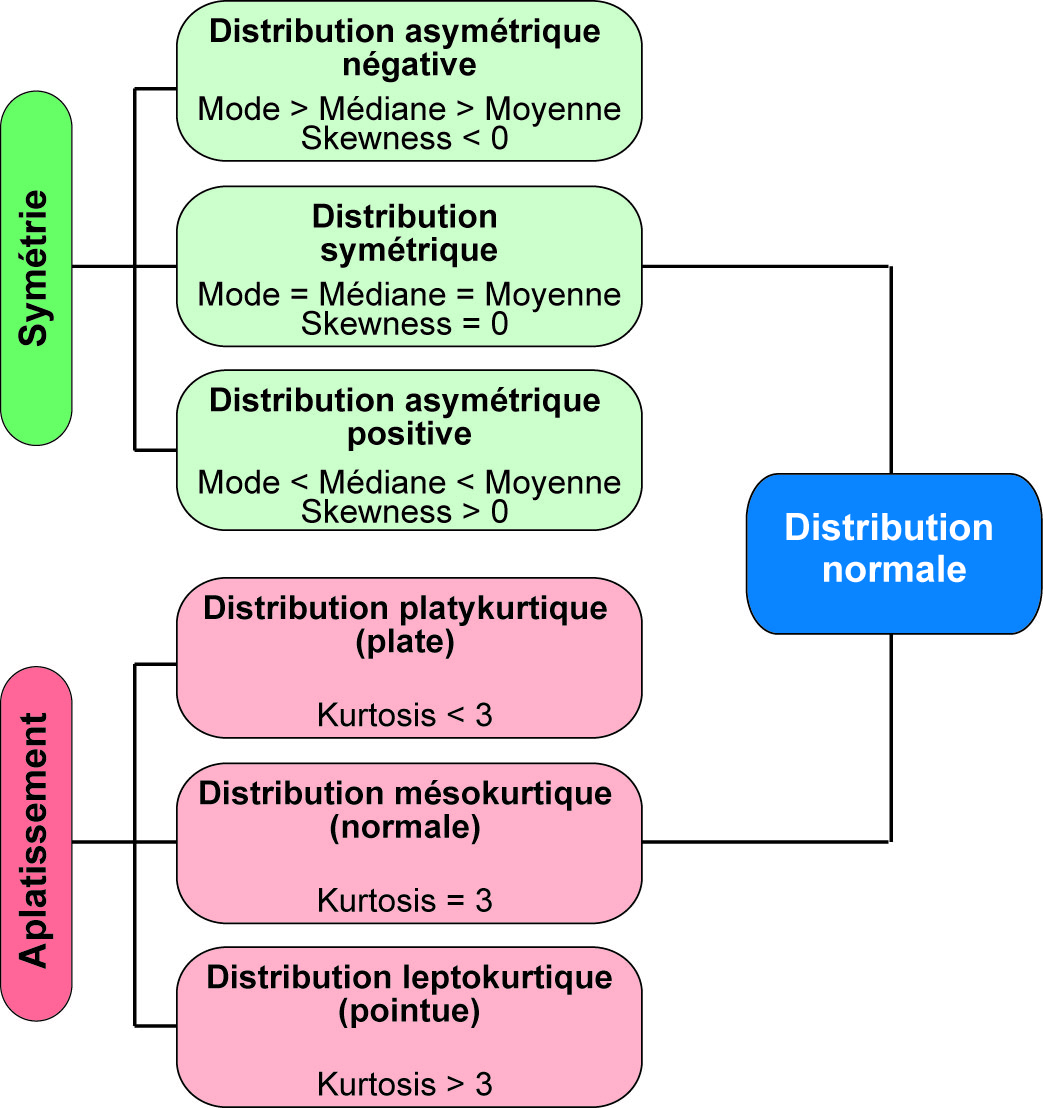 Symétrie
Distribution asymétrique
négative
Mode > Médiane > Moyenne
Skewness < 0
Distribution
symétrique
Mode = Médiane = Moyenne
Skewness = 0
Distribution asymétrique
positive
Mode < Médiane < Moyenne
Skewness > 0
Aplatissement
Distribution platykurtique
(plate)
Kurtosis < 3
Distribution mésokurtique
(normale)
Kurtosis = 3
Distribution leptokurtique
(pointue)
Kurtosis > 3
Distribution
normale